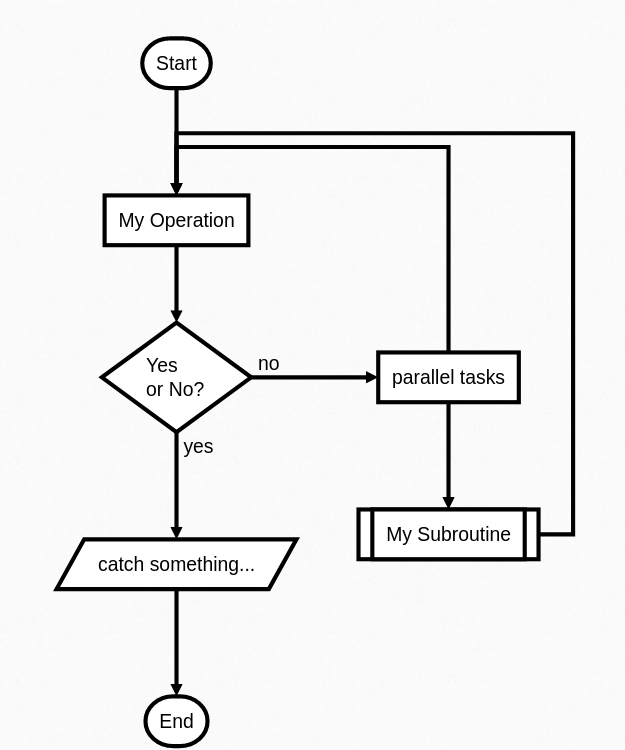 Start
My Operation
Yes
or No?
no
parallel tasks
yes
My Subroutine
catch something...
End